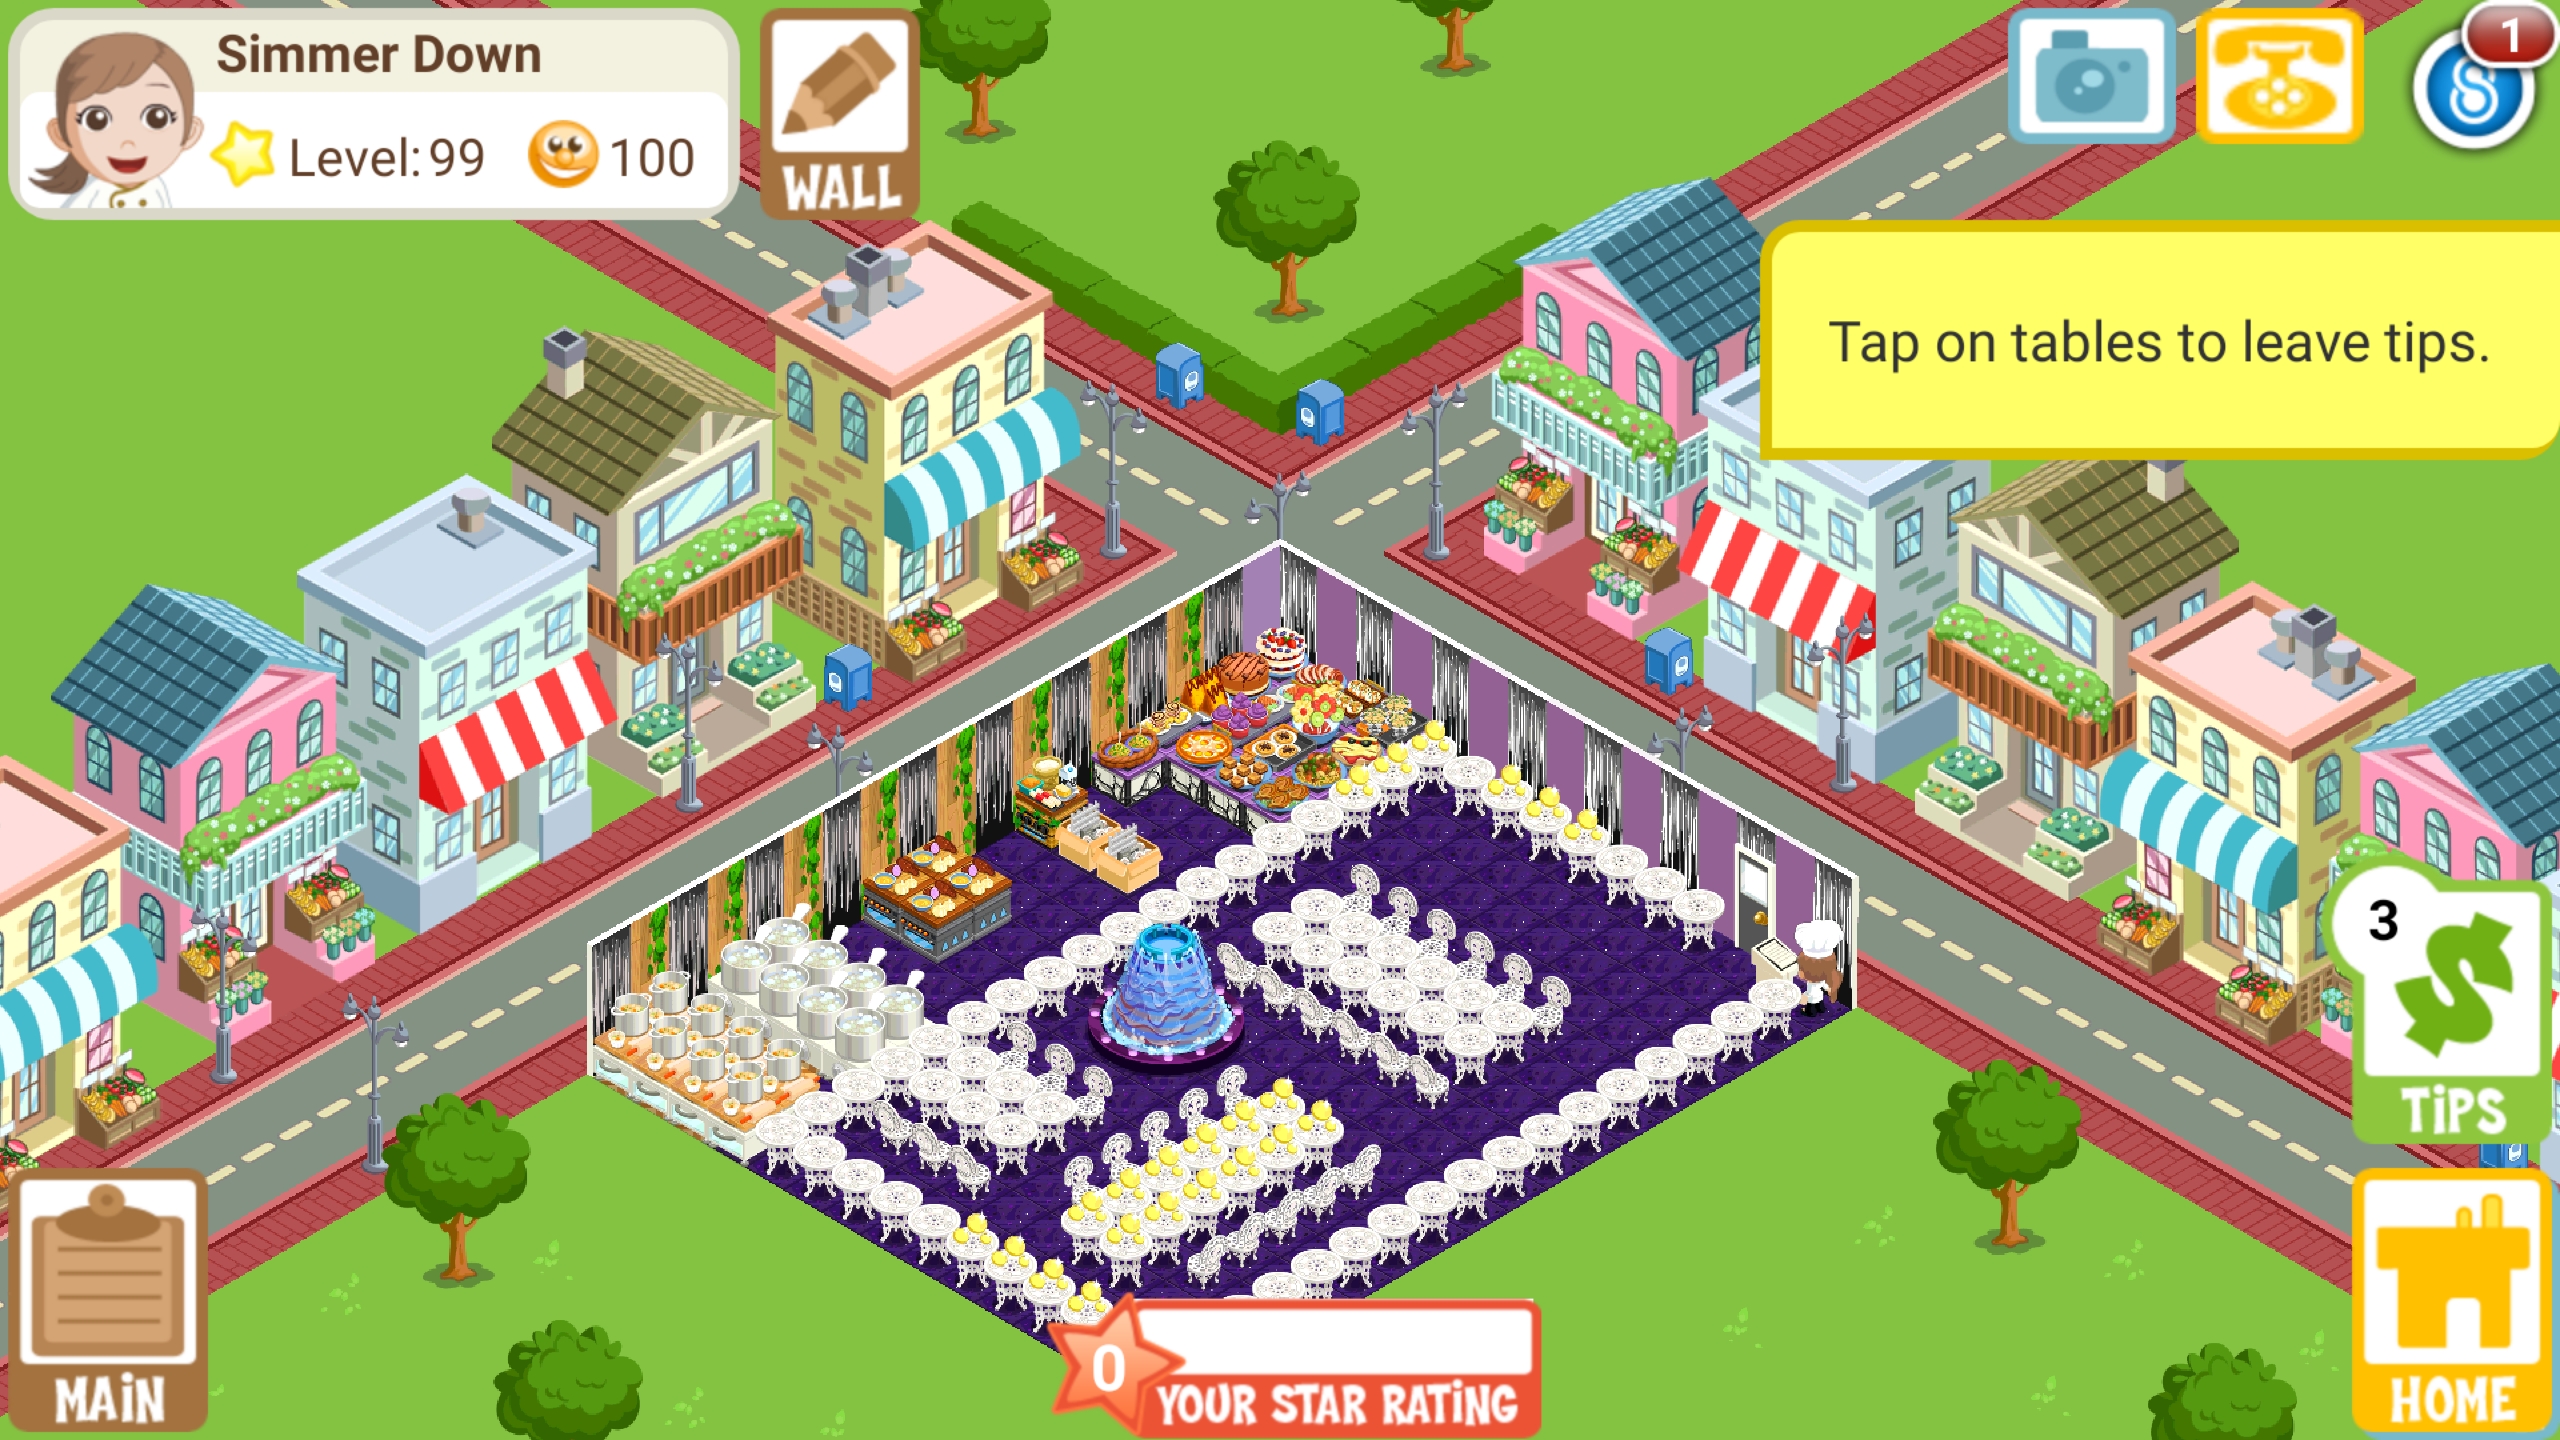 Simmer Down
Level: 99
100
WALL
1
Tap on tables to leave tips.
3
TiPS
MAiN
0
YOUR STAR RATiNG
HOME